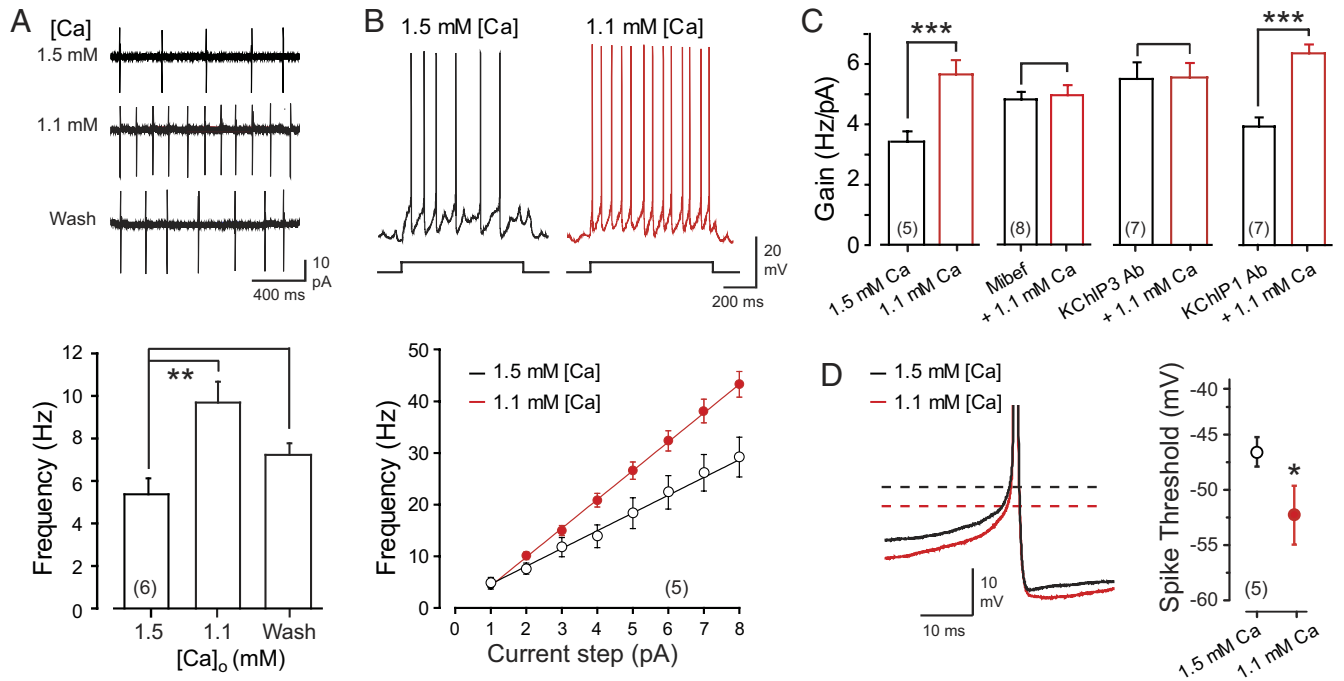 A
[Ca]
1.5 mM
1.1 mM
Wash
10
pA
400 ms
Frequency (Hz)
12
10
8
6
4
2
0
**
(6)
1.5
1.1
Wash
[Ca]o (mM)
B
1.5 mM [Ca]
1.1 mM [Ca]
20
mV
200 ms
1.5 mM [Ca]
1.1 mM [Ca]
Frequency (Hz)
50
40
30
20
10
0
(5)
0 1 2 3 4 5 6 7 8
Current step (pA)
C
Gain (Hz/pA)
6
4
2
0
***
***
(5)
(8)
(7)
(7)
1.5 mM Ca
1.1 mM Ca
Mibef
+ 1.1 mM Ca
KChIP3 Ab
+ 1.1 mM Ca
KChIP1 Ab
+ 1.1 mM Ca
D
1.5 mM [Ca]
1.1 mM [Ca]
10
mV
10 ms
Spike Threshold (mV)
-40
-45
-50
-55
-60
*
(5)
1.5 mM Ca
1.1 mM Ca